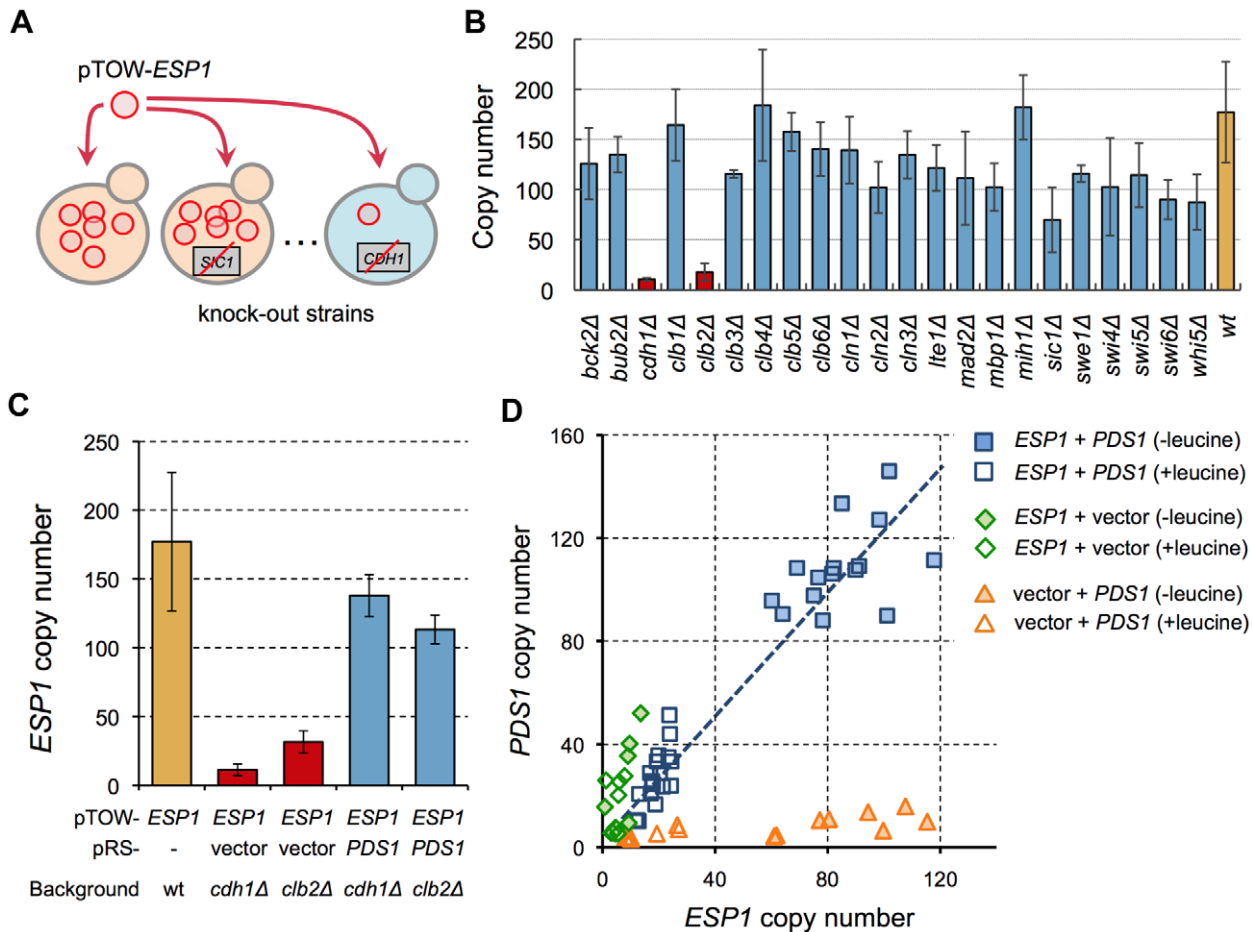 A
pTOW-ESP1
SIC1
...
CDH1
knock-out strains
B
Copy number
250
200
150
100
50
0
bck2Δ
bub2Δ
cdh1Δ
clb1Δ
clb2Δ
clb3Δ
clb4Δ
clb5Δ
clb6Δ
cln1Δ
cln2Δ
cln3Δ
lte1Δ
mad2Δ
mbp1Δ
mih1Δ
sic1Δ
swe1Δ
swi4Δ
swi5Δ
swi6Δ
whi5Δ
wt
C
ESP1 copy number
250
200
150
100
50
0
pTOW- ESP1 ESP1 ESP1 ESP1 ESP1
pRS- - vector vector PDS1 PDS1
Background wt cdh1Δ clb2Δ cdh1Δ clb2Δ
D
PDS1 copy number
160
120
80
40
0
0 40 80 120
ESP1 copy number
ESP1 + PDS1 (-leucine)
ESP1 + PDS1 (+leucine)
ESP1 + vector (-leucine)
ESP1 + vector (+leucine)
vector + PDS1 (-leucine)
vector + PDS1 (+leucine)